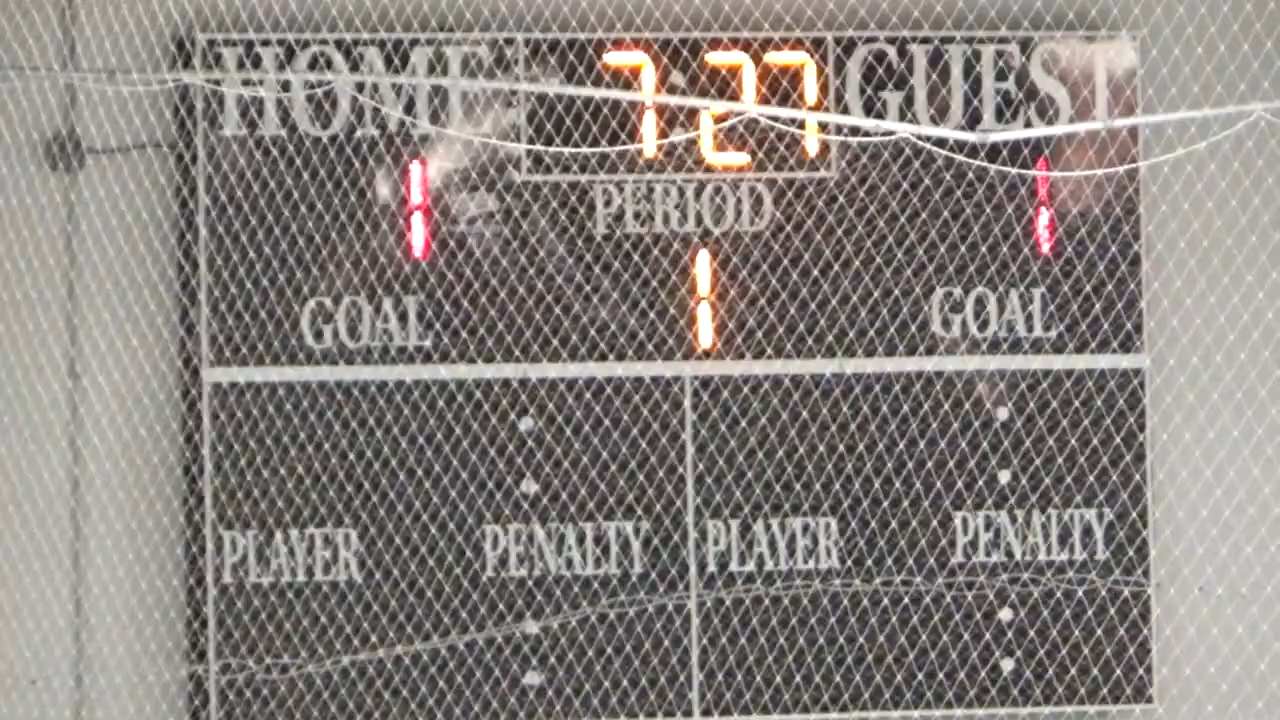 HOME 7:27 GUEST
1 PERIOD 1
GOAL 1 GOAL
PLAYER PENALTY PLAYER PENALTY